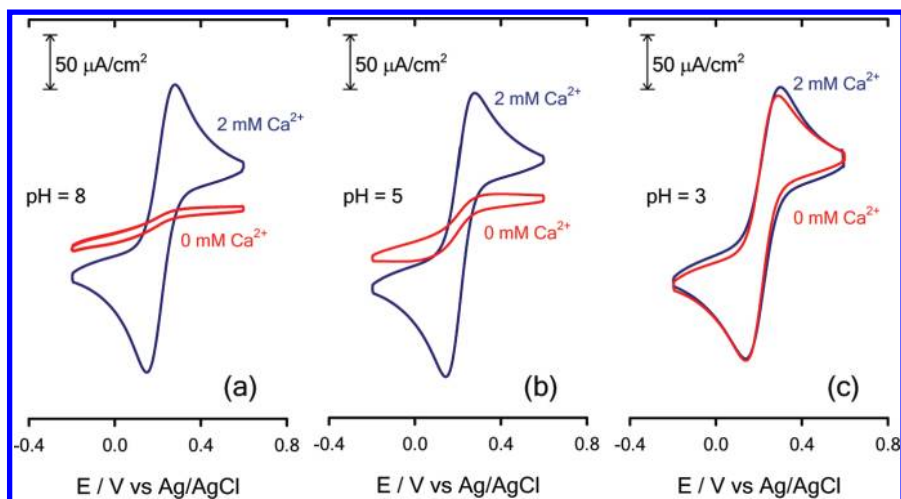 50 μA/cm²
2 mM Ca²⁺
pH = 8
0 mM Ca²⁺
(a)
-0.4 0.0 0.4 0.8
E / V vs Ag/AgCl
50 μA/cm²
2 mM Ca²⁺
pH = 5
0 mM Ca²⁺
(b)
0.0 0.4 0.8
E / V vs Ag/AgCl
50 μA/cm²
2 mM Ca²⁺
pH = 3
0 mM Ca²⁺
(c)
-0.4 0.0 0.4 0.8
E / V vs Ag/AgCl